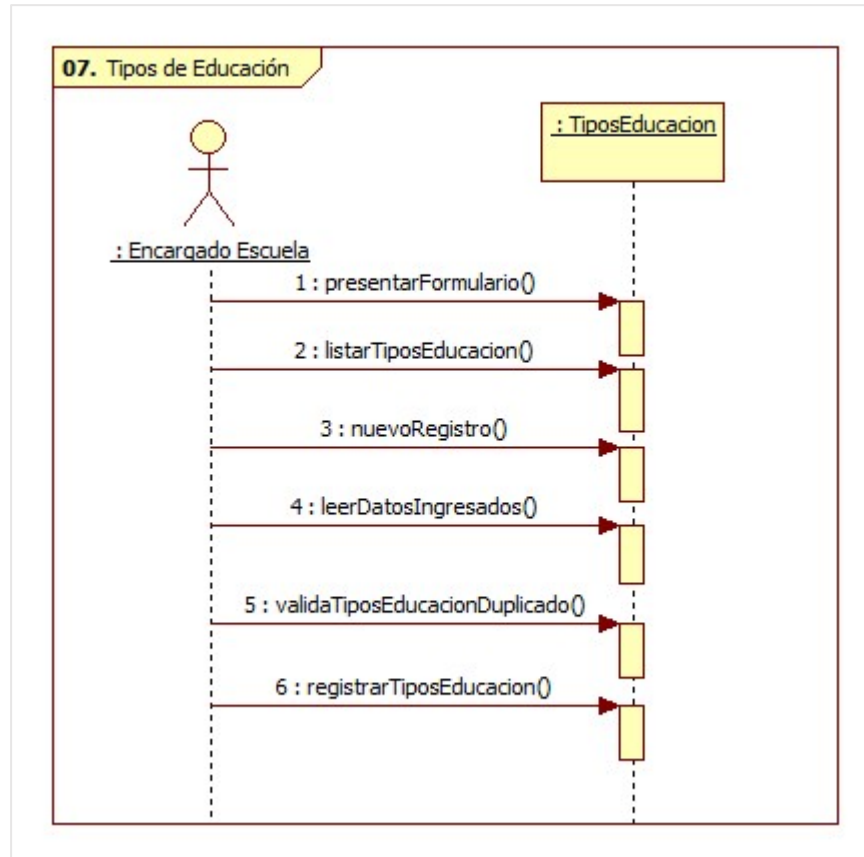 07. Tipos de Educación
: TiposEducacion
: Encargado Escuela
1 : presentarFormulario()
2 : listarTiposEducacion()
3 : nuevoRegistro()
4 : leerDatosIngresados()
5 : validaTiposEducacionDuplicado()
6 : registrarTiposEducacion()